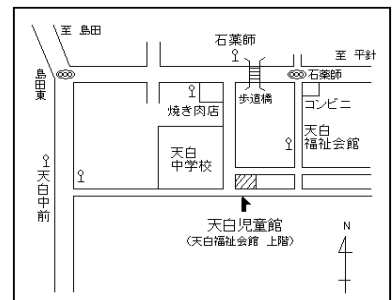 至 島田
石薬師
至 平針
島田東
石薬師
焼き肉店
歩道橋
コンビニ
天白
福祉会館
天白
中学校
天白中前
天白児童館
(天白福祉会館 上階)
N